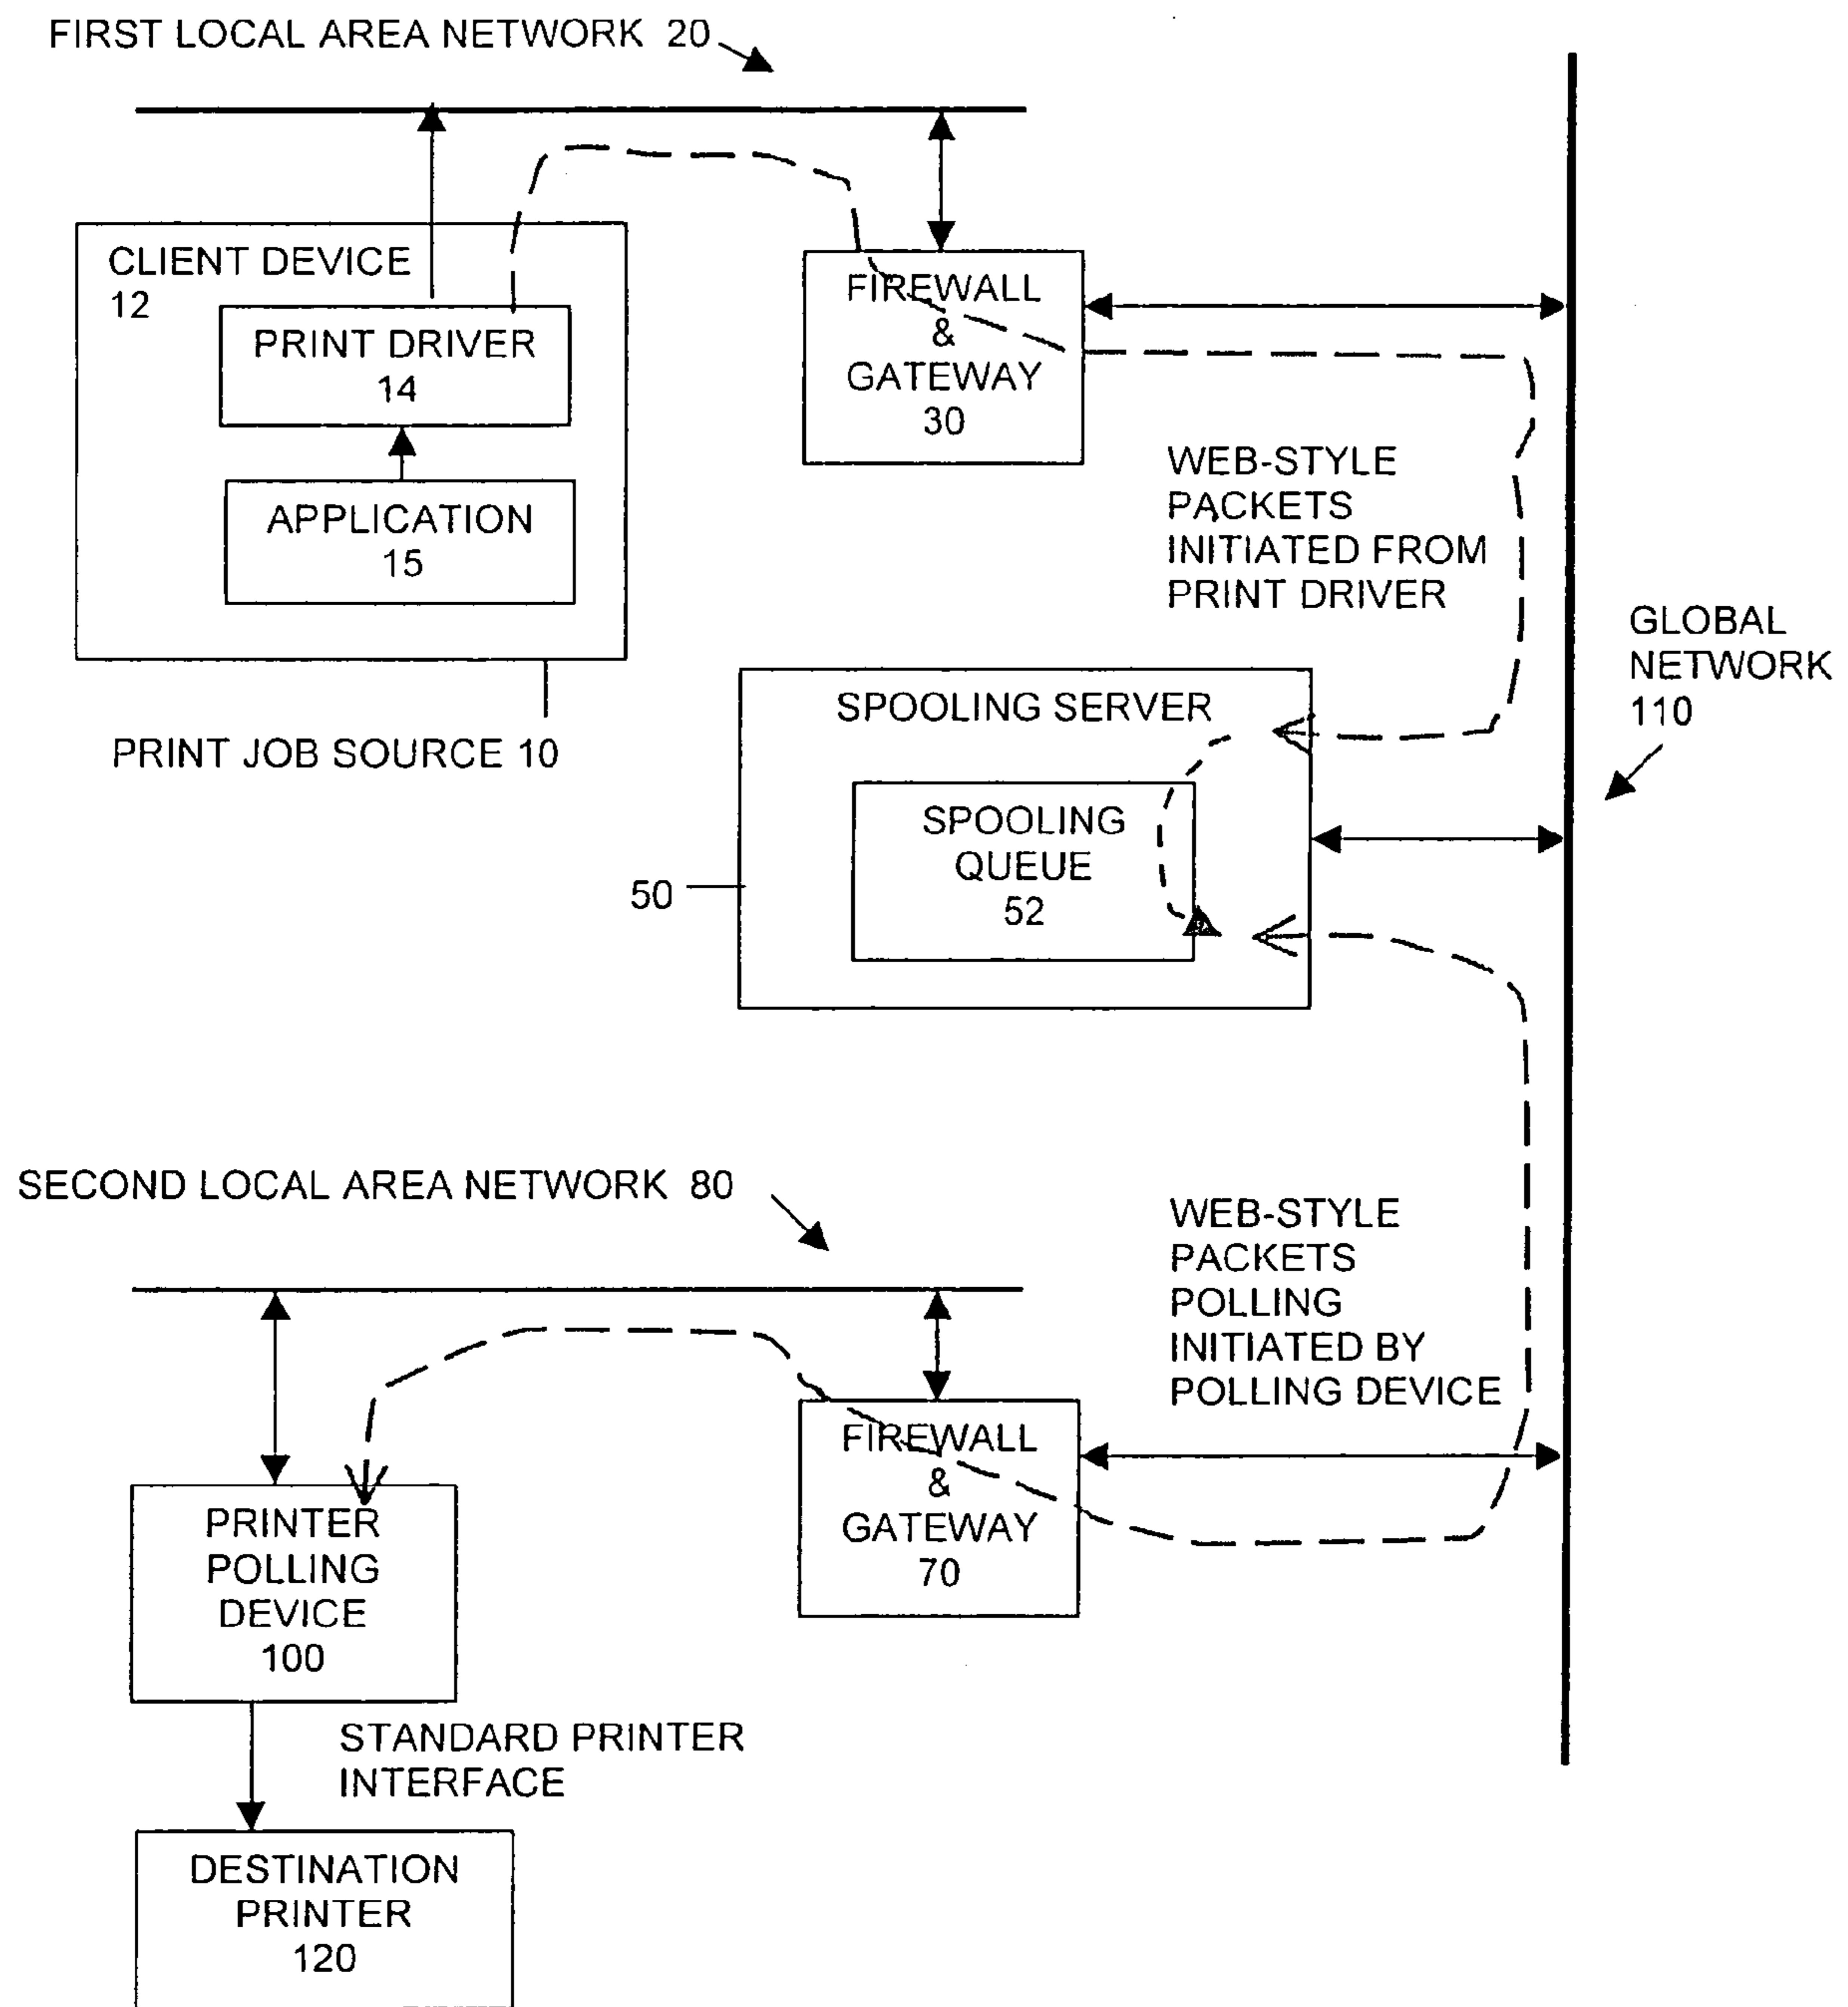 FIRST LOCAL AREA NETWORK 20
CLIENT DEVICE
12
PRINT DRIVER
14
APPLICATION
15
PRINT JOB SOURCE 10
FIREWALL
&
GATEWAY
30
WEB-STYLE
PACKETS
INITIATED FROM
PRINT DRIVER
GLOBAL
NETWORK
110
SPOOLING SERVER
SPOOLING
QUEUE
52
50
SECOND LOCAL AREA NETWORK 80
WEB-STYLE
PACKETS
POLLING
INITIATED BY
POLLING DEVICE
FIREWALL
&
GATEWAY
70
PRINTER
POLLING
DEVICE
100
STANDARD PRINTER
INTERFACE
DESTINATION
PRINTER
120